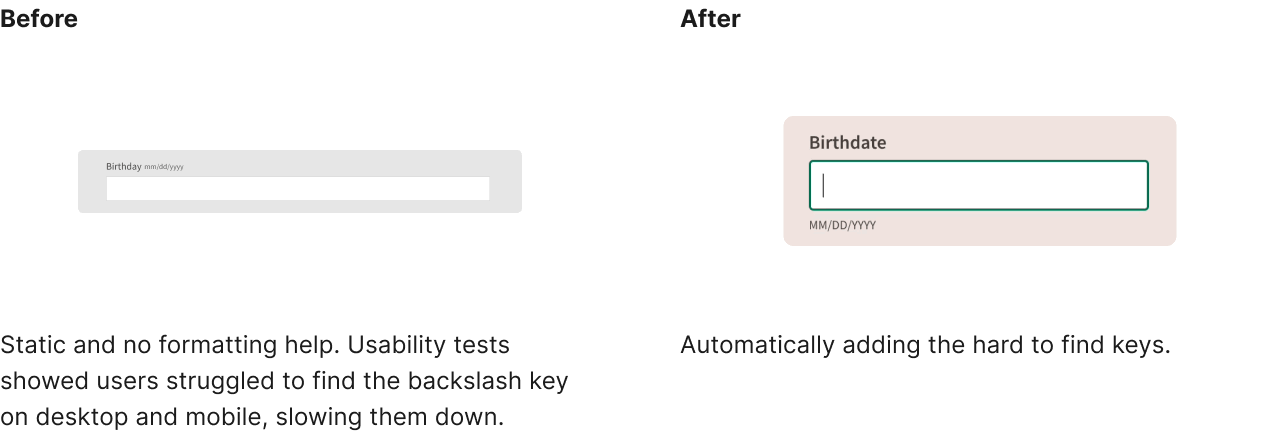 Before
Birthday mm/dd/yyyy
Static and no formatting help. Usability tests
showed users struggled to find the backslash key
on desktop and mobile, slowing them down.
After
Birthdate
MM/DD/YYYY
Automatically adding the hard to find keys.